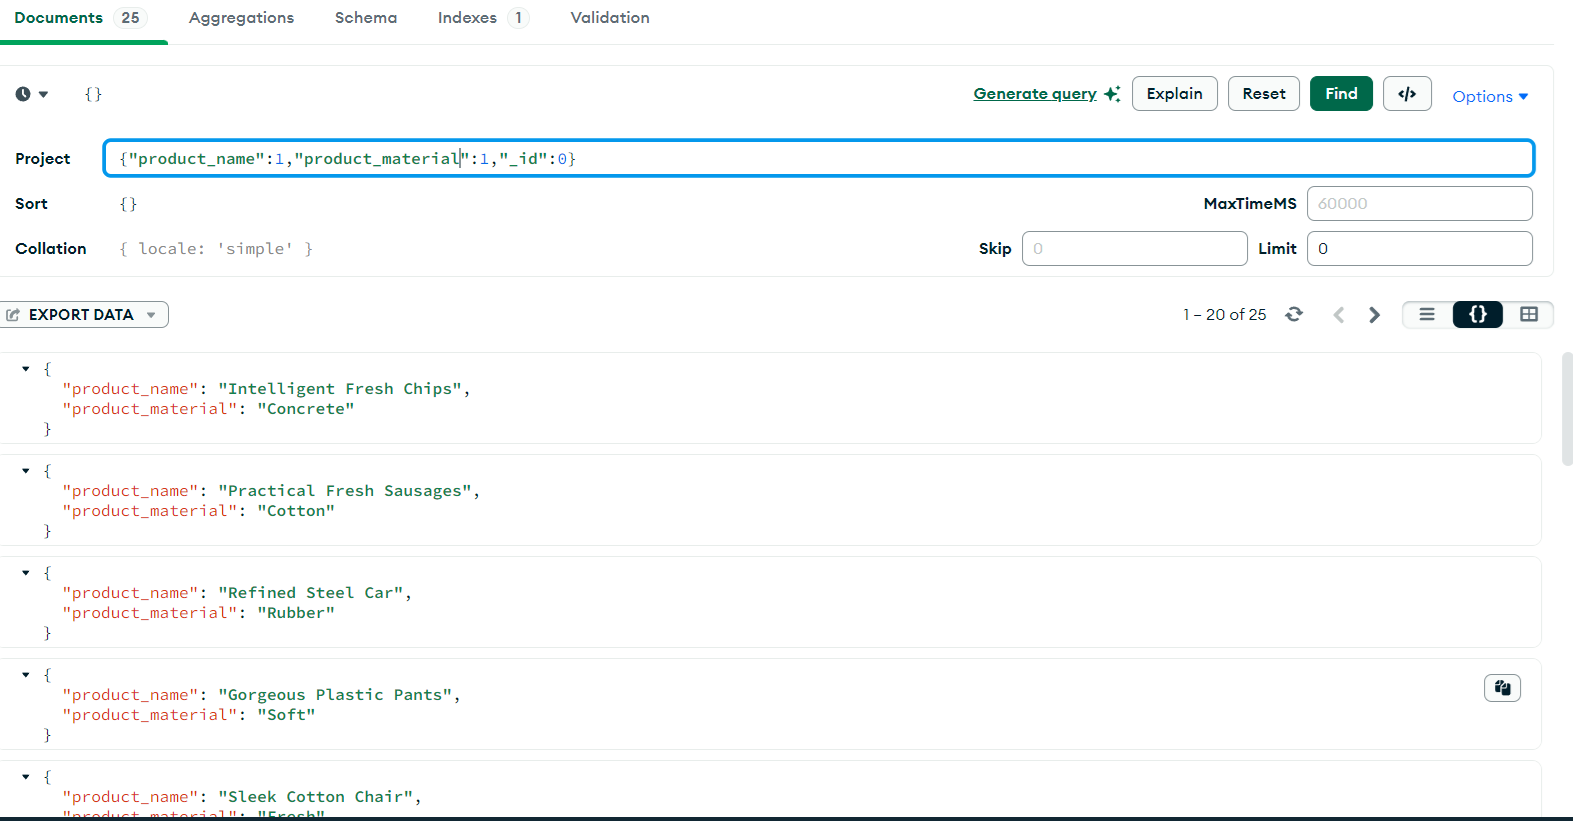 Documents 25 Aggregations Schema Indexes 1 Validation
{} Generate query Explain Reset Find </> Options
Project {"product_name":1,"product_material":1,"_id":0}
Sort {} MaxTimeMS 60000
Collation { locale: 'simple' } Skip 0 Limit 0
EXPORT DATA 1 – 20 of 25 {}
{
"product_name": "Intelligent Fresh Chips",
"product_material": "Concrete"
}
{
"product_name": "Practical Fresh Sausages",
"product_material": "Cotton"
}
{
"product_name": "Refined Steel Car",
"product_material": "Rubber"
}
{
"product_name": "Gorgeous Plastic Pants",
"product_material": "Soft"
}
{
"product_name": "Sleek Cotton Chair",
"product_material": "Fresh"